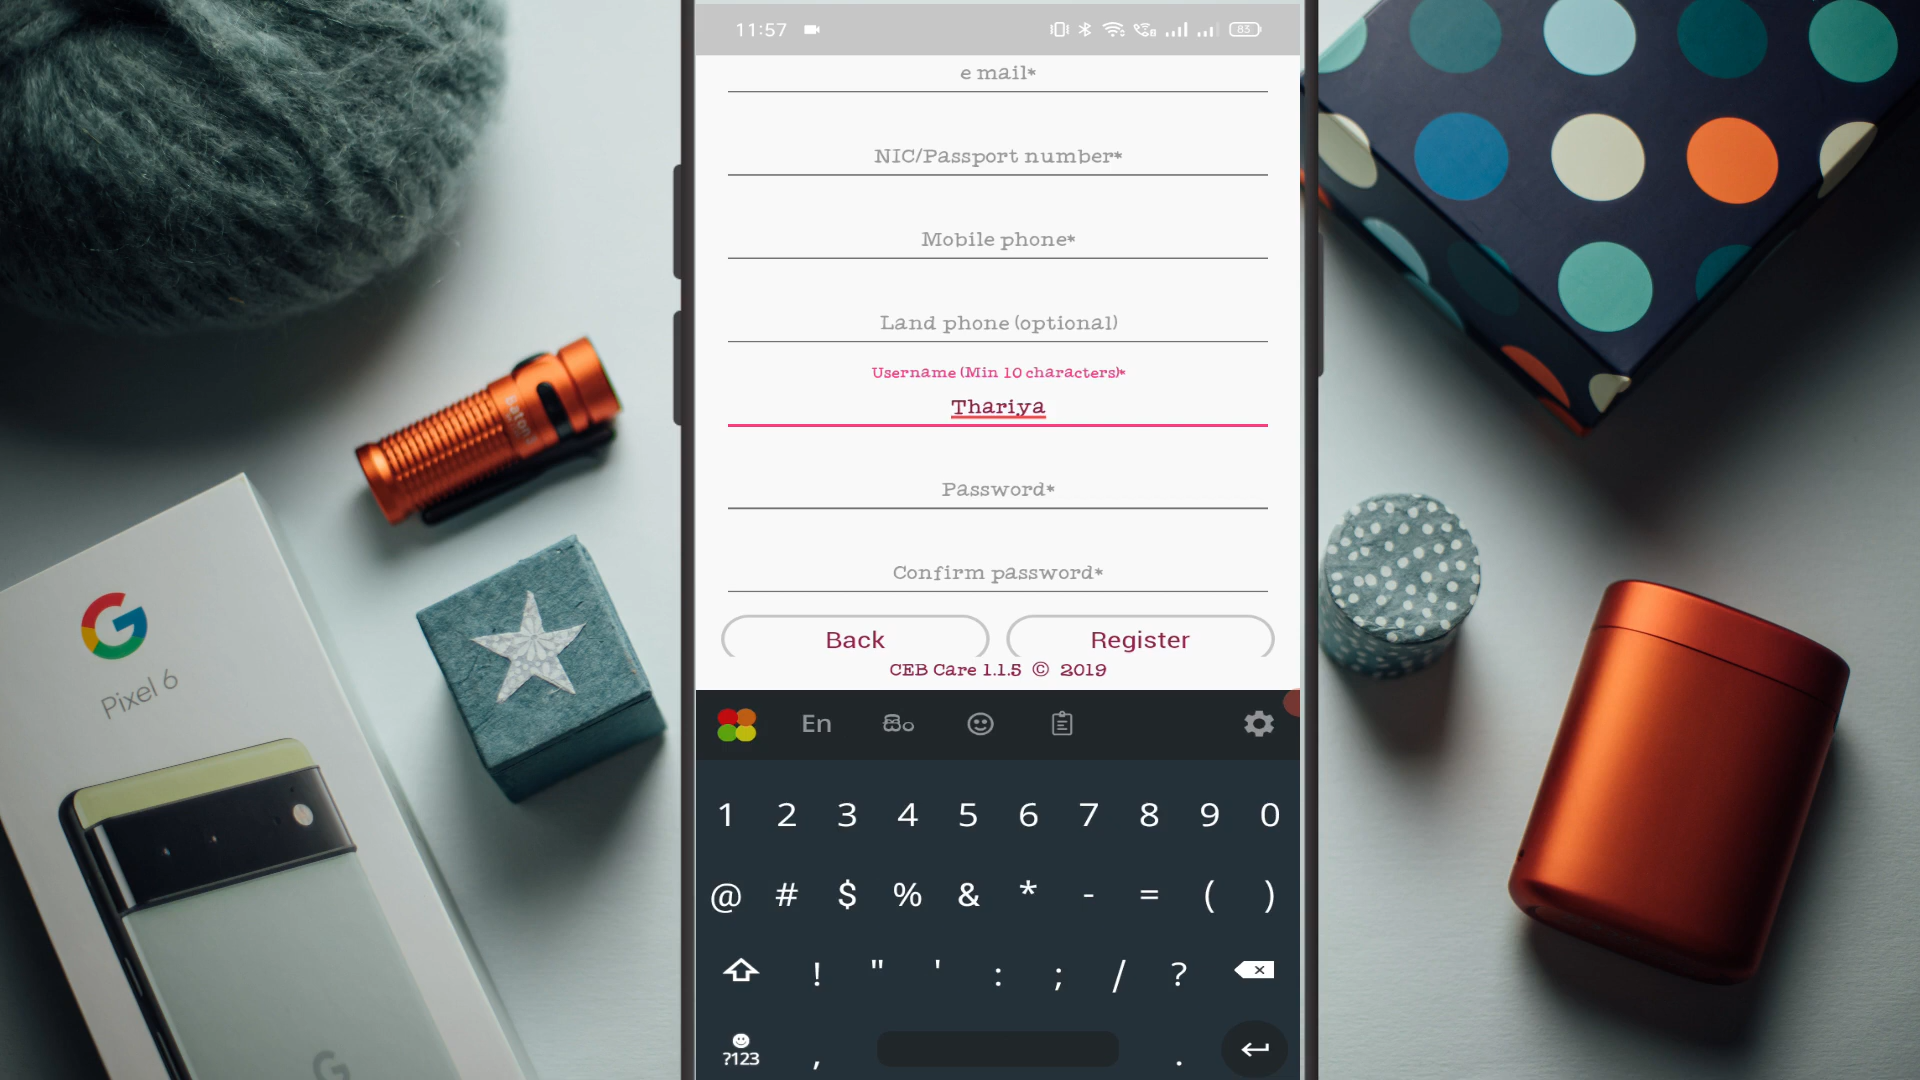 11:57
83
e mail*
NIC/Passport number*
Mobile phone*
Land phone (optional)
Username (Min 10 characters)*
Thariya
Password*
Confirm password*
Back Register
CEB Care 1.1.5 © 2019
En සිං
1 2 3 4 5 6 7 8 9 0
@ # $ % & * - = ( )
! " ' : ; / ?
?123 , .
Baton
G
Pixel 6
G